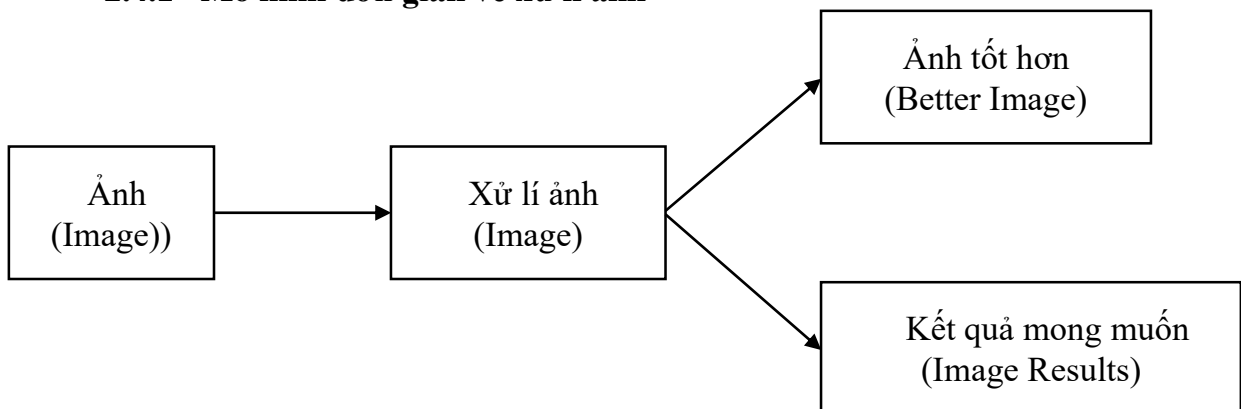 Ảnh
(Image))
Xử lí ảnh
(Image)
Ảnh tốt hơn
(Better Image)
Kết quả mong muốn
(Image Results)